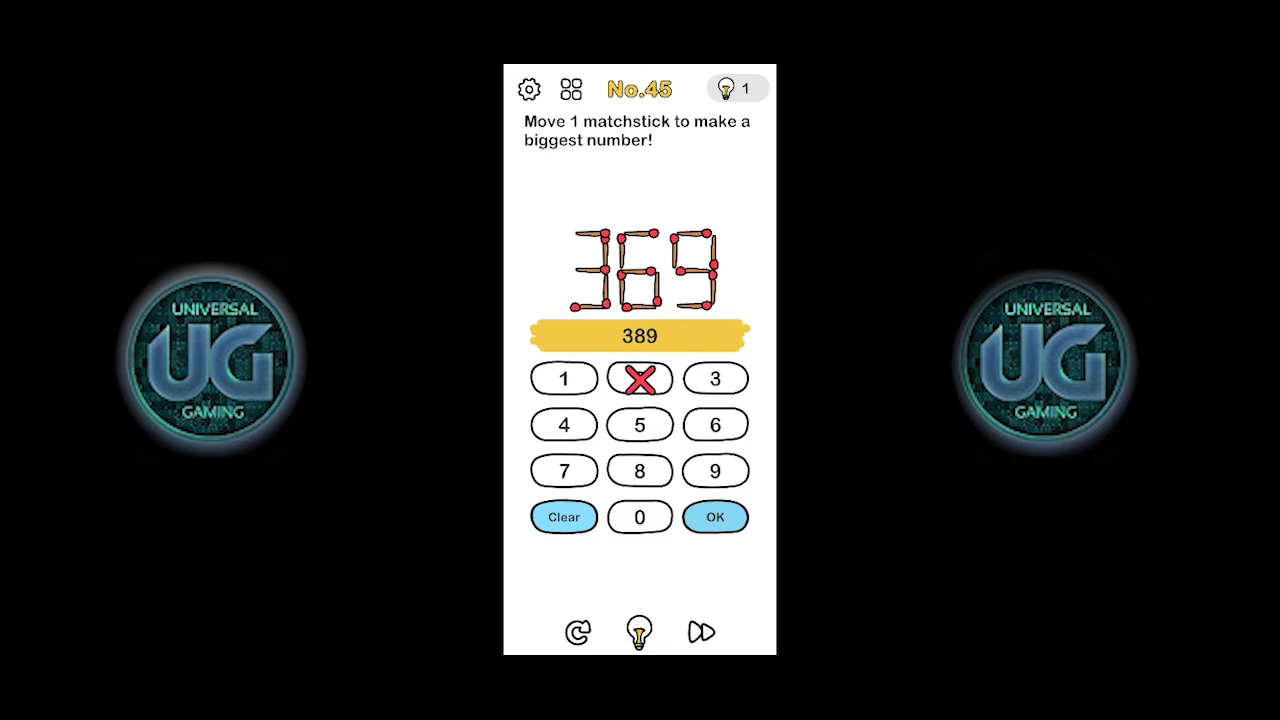 No.45
1
Move 1 matchstick to make a
biggest number!
369
389
1
3
4
5
6
7
8
9
Clear
0
OK
UNIVERSAL
UG
GAMING
UNIVERSAL
UG
GAMING